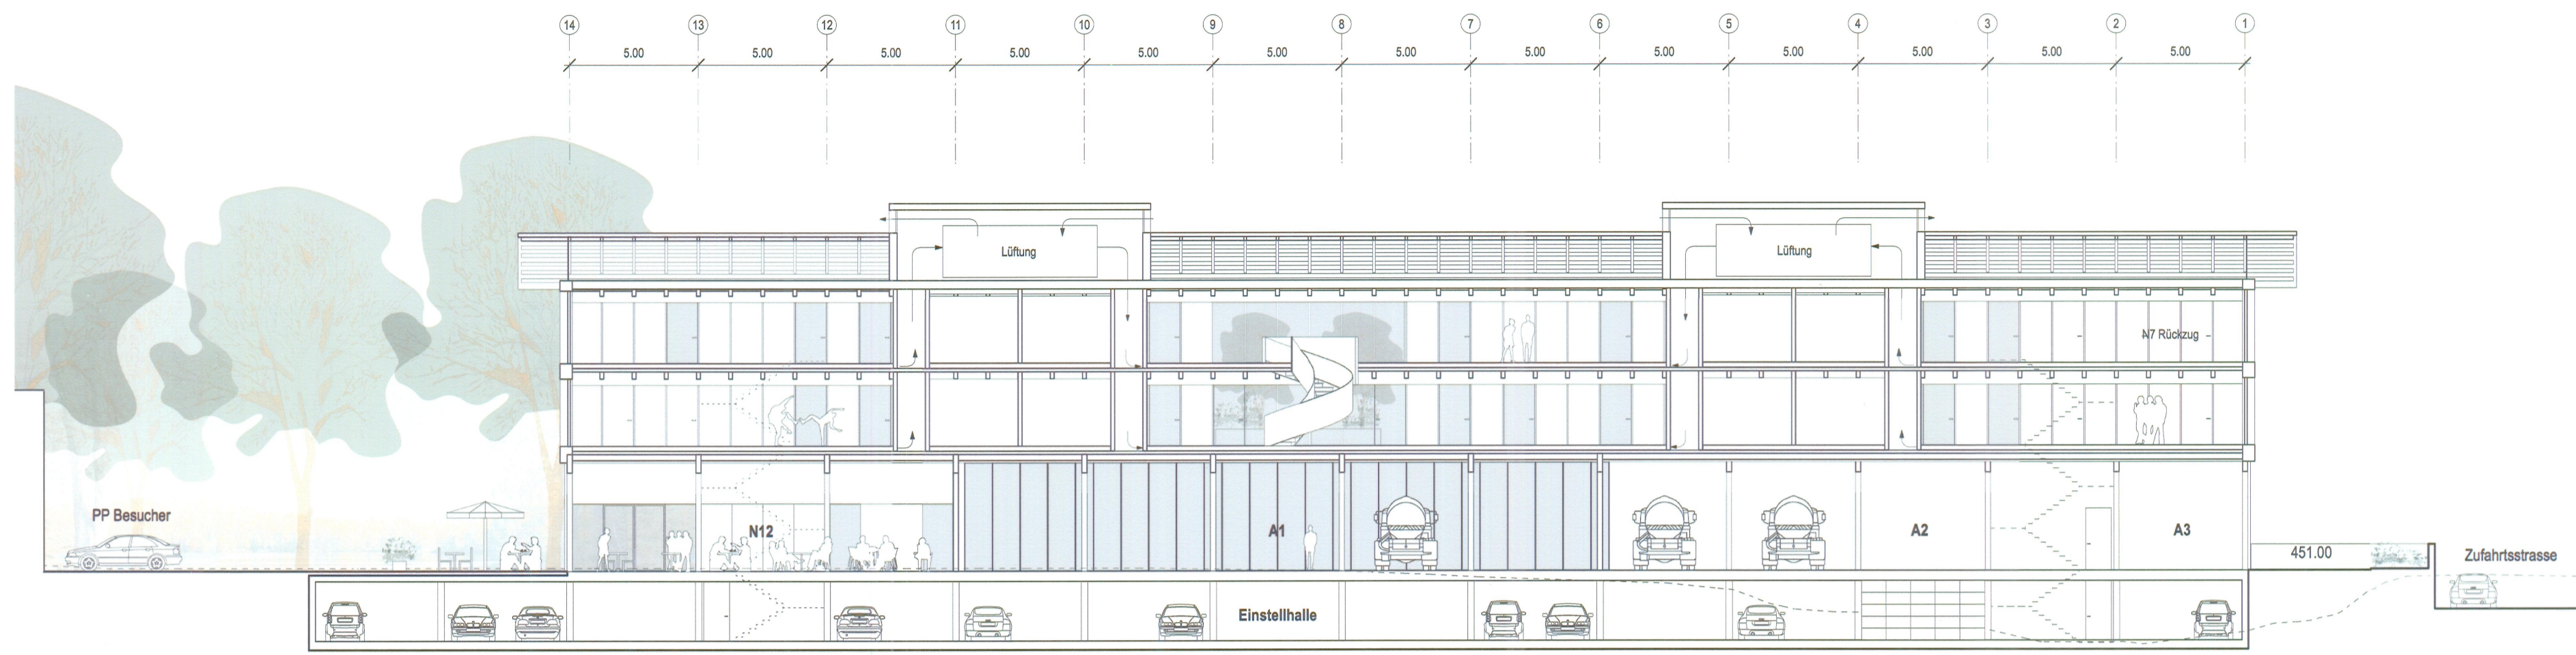 14 13 12 11 10 9 8 7 6 5 4 3 2 1
5.00 5.00 5.00 5.00 5.00 5.00 5.00 5.00 5.00 5.00 5.00 5.00 5.00
Lüftung Lüftung
N7 Rückzug
PP Besucher N12 A1 A2 A3 451.00 Zufahrtsstrasse
Einstellhalle